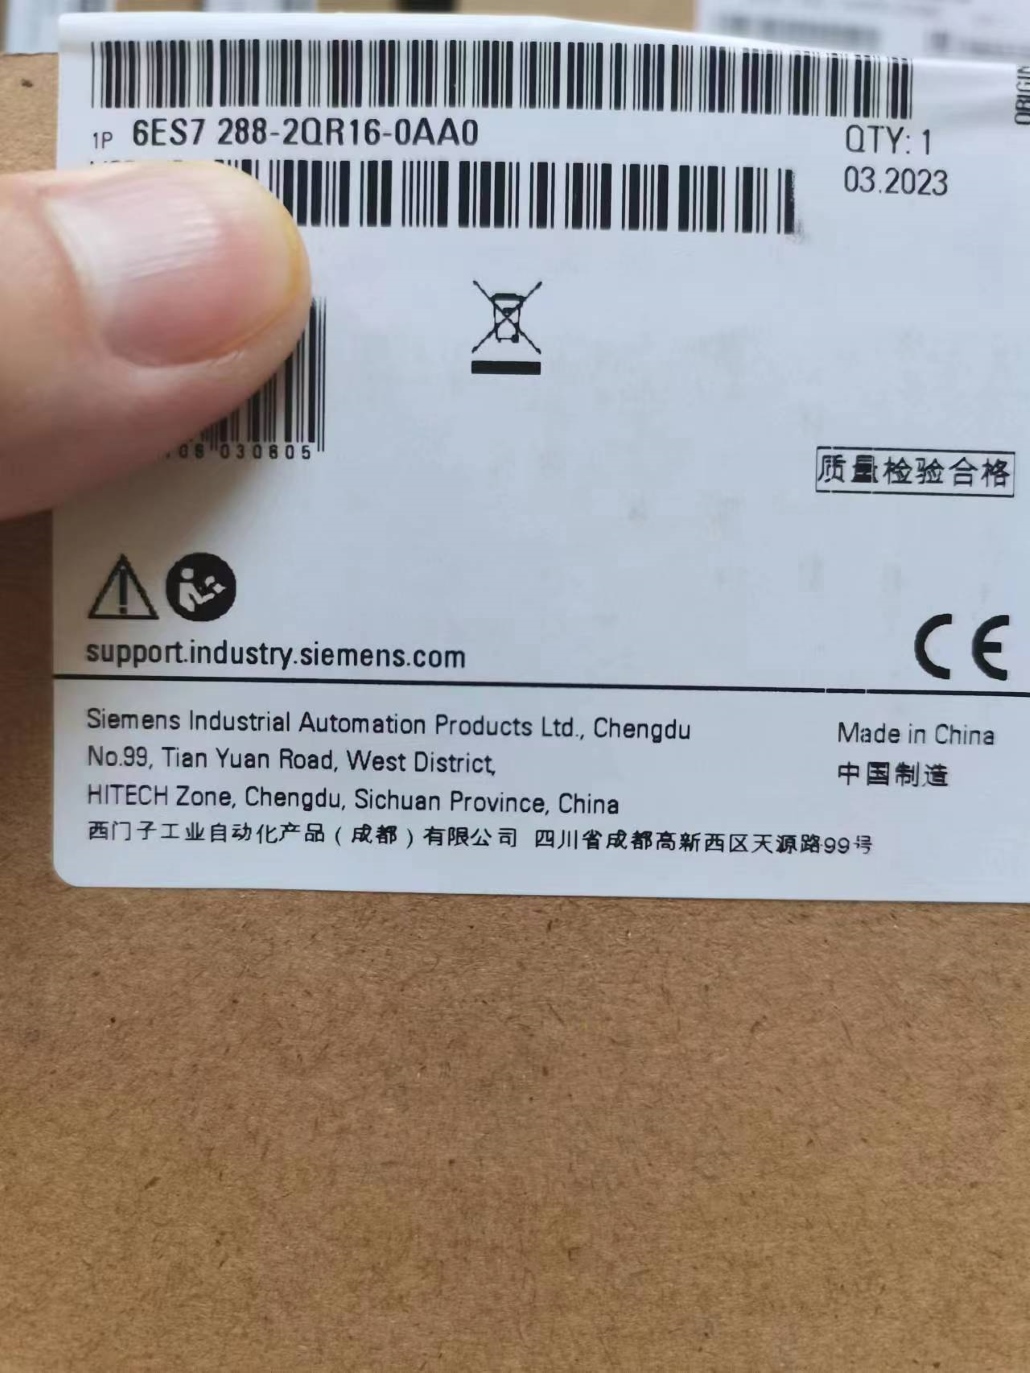 1P 6ES7 288-2QR16-0AA0
QTY: 1
03.2023
08 030805
质量检验合格
support.industry.siemens.com
CE
Siemens Industrial Automation Products Ltd., Chengdu
No.99, Tian Yuan Road, West District,
HITECH Zone, Chengdu, Sichuan Province, China
西门子工业自动化产品（成都）有限公司 四川省成都高新西区天源路99号
Made in China
中国制造